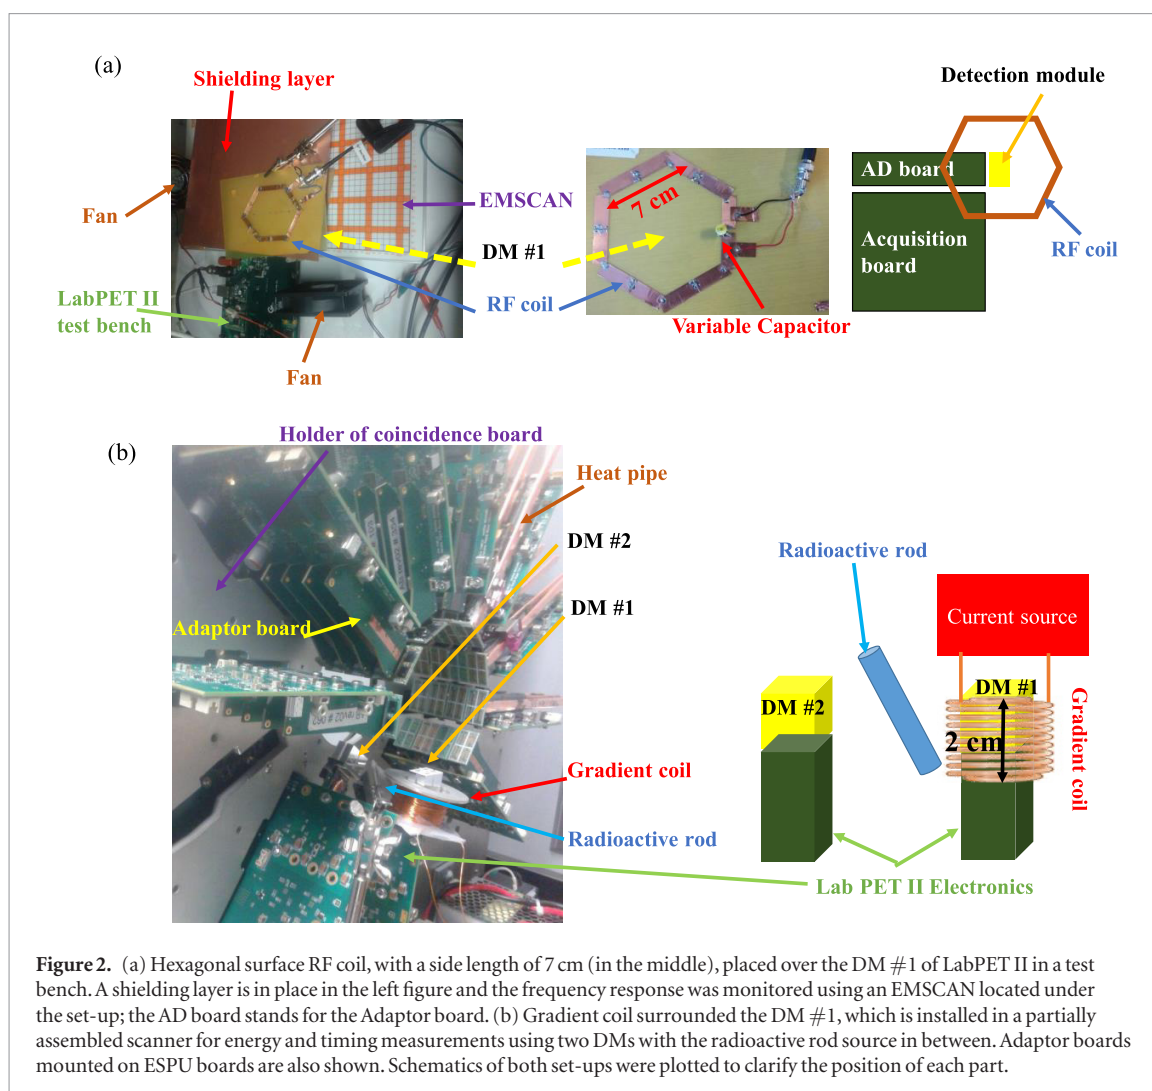 (a)
Shielding layer
Fan
EMSCAN
DM #1
LabPET II
test bench
RF coil
Fan
7 cm
Variable Capacitor
Detection module
AD board
Acquisition
board
RF coil
(b)
Holder of coincidence board
Heat pipe
DM #2
DM #1
Adaptor board
Gradient coil
Radioactive rod
Lab PET II Electronics
Radioactive rod
Current source
DM #2
DM #1
2 cm
Gradient coil
Figure 2. (a) Hexagonal surface RF coil, with a side length of 7 cm (in the middle), placed over the DM #1 of LabPET II in a test
bench. A shielding layer is in place in the left figure and the frequency response was monitored using an EMSCAN located under
the set-up; the AD board stands for the Adaptor board. (b) Gradient coil surrounded the DM #1, which is installed in a partially
assembled scanner for energy and timing measurements using two DMs with the radioactive rod source in between. Adaptor boards
mounted on ESPU boards are also shown. Schematics of both set-ups were plotted to clarify the position of each part.